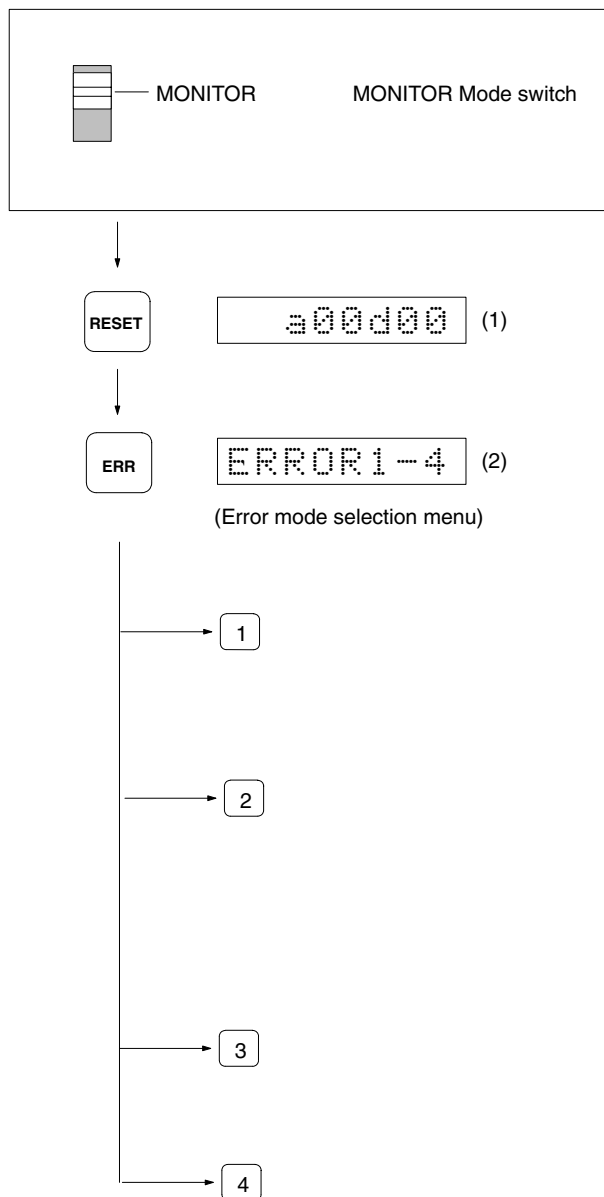 MONITOR MONITOR Mode switch
RESET a00d00 (1)
ERR ERROR1-4 (2)
(Error mode selection menu)
1
2
3
4